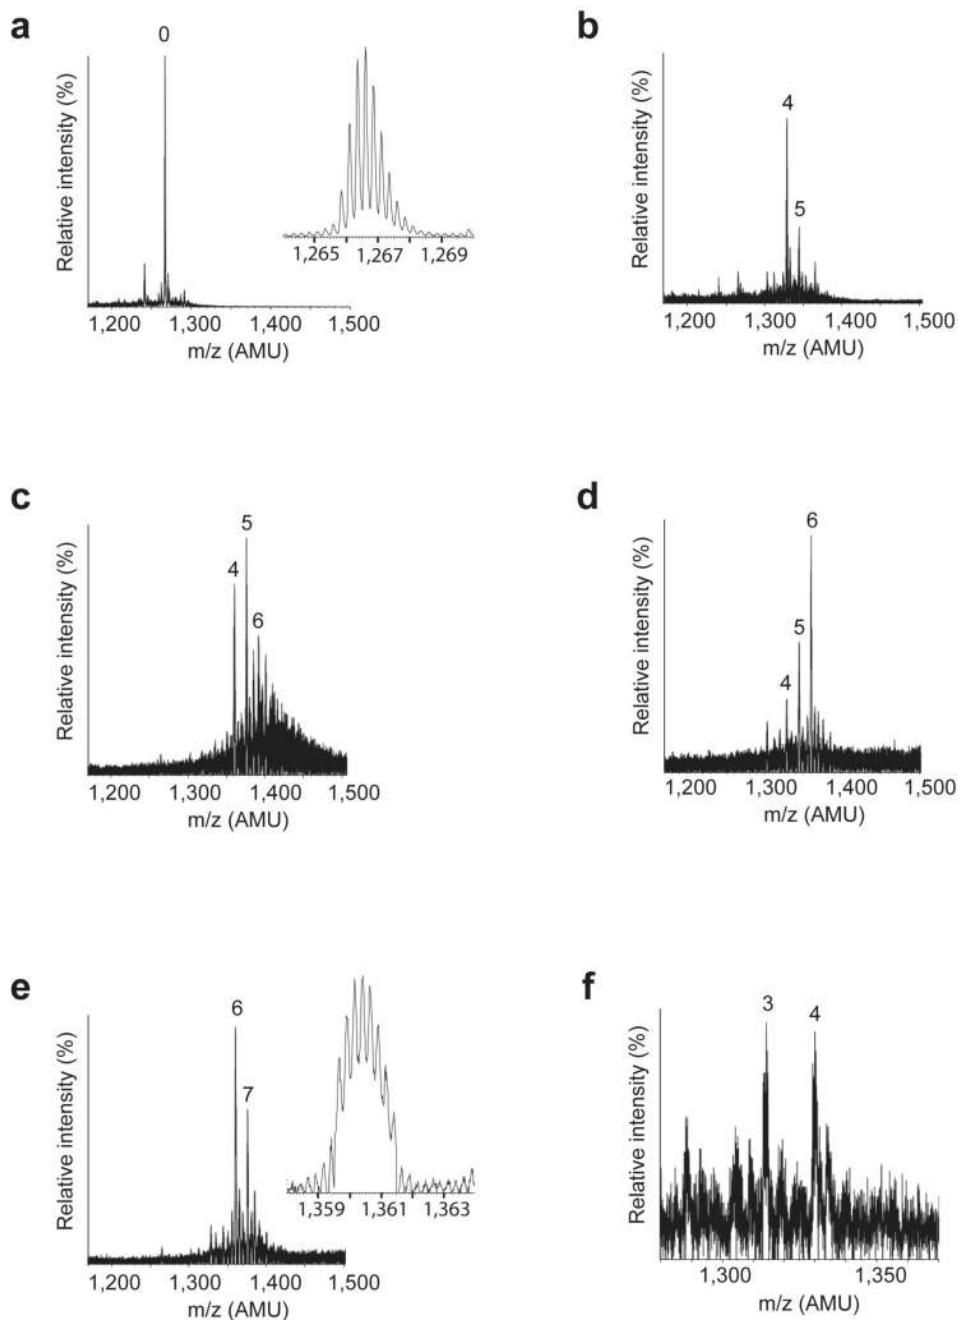 a
0
Relative intensity (%)
1,265 1,267 1,269
1,200 1,300 1,400 1,500
m/z (AMU)
b
4
5
Relative intensity (%)
1,200 1,300 1,400 1,500
m/z (AMU)
c
5
4
6
Relative intensity (%)
1,200 1,300 1,400 1,500
m/z (AMU)
d
6
5
4
Relative intensity (%)
1,200 1,300 1,400 1,500
m/z (AMU)
e
6
7
Relative intensity (%)
1,359 1,361 1,363
1,200 1,300 1,400 1,500
m/z (AMU)
f
3
4
Relative intensity (%)
1,300 1,350
m/z (AMU)